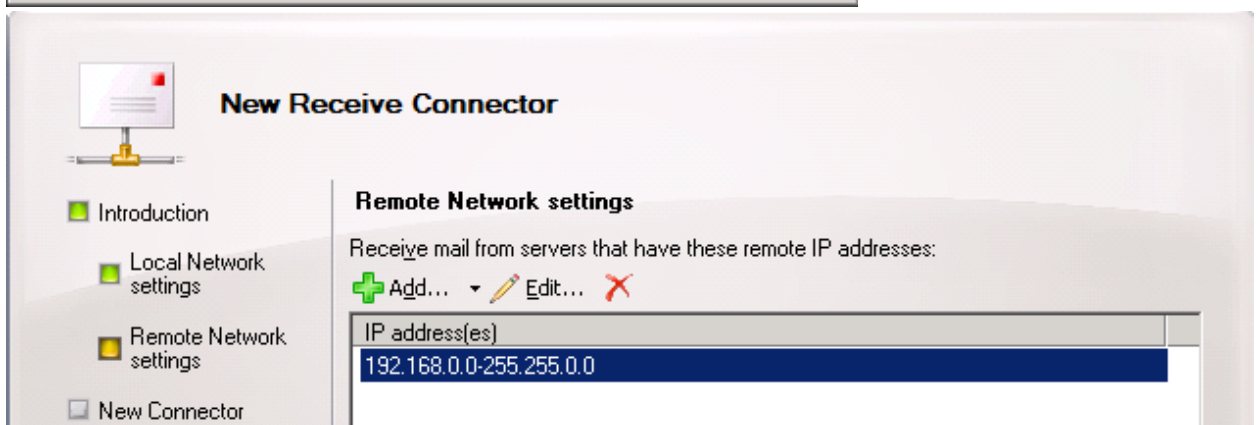 New Receive Connector
Introduction
Local Network
settings
Remote Network
settings
New Connector
Remote Network settings
Receive mail from servers that have these remote IP addresses:
Add... Edit...
IP address(es)
192.168.0.0-255.255.0.0